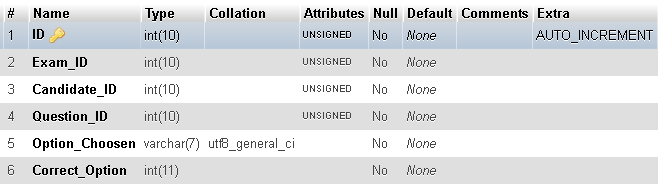 # Name Type Collation Attributes Null Default Comments Extra
1 ID int(10) UNSIGNED No None AUTO_INCREMENT
2 Exam_ID int(10) UNSIGNED No None
3 Candidate_ID int(10) UNSIGNED No None
4 Question_ID int(10) UNSIGNED No None
5 Option_Choosen varchar(7) utf8_general_ci No None
6 Correct_Option int(11) No None